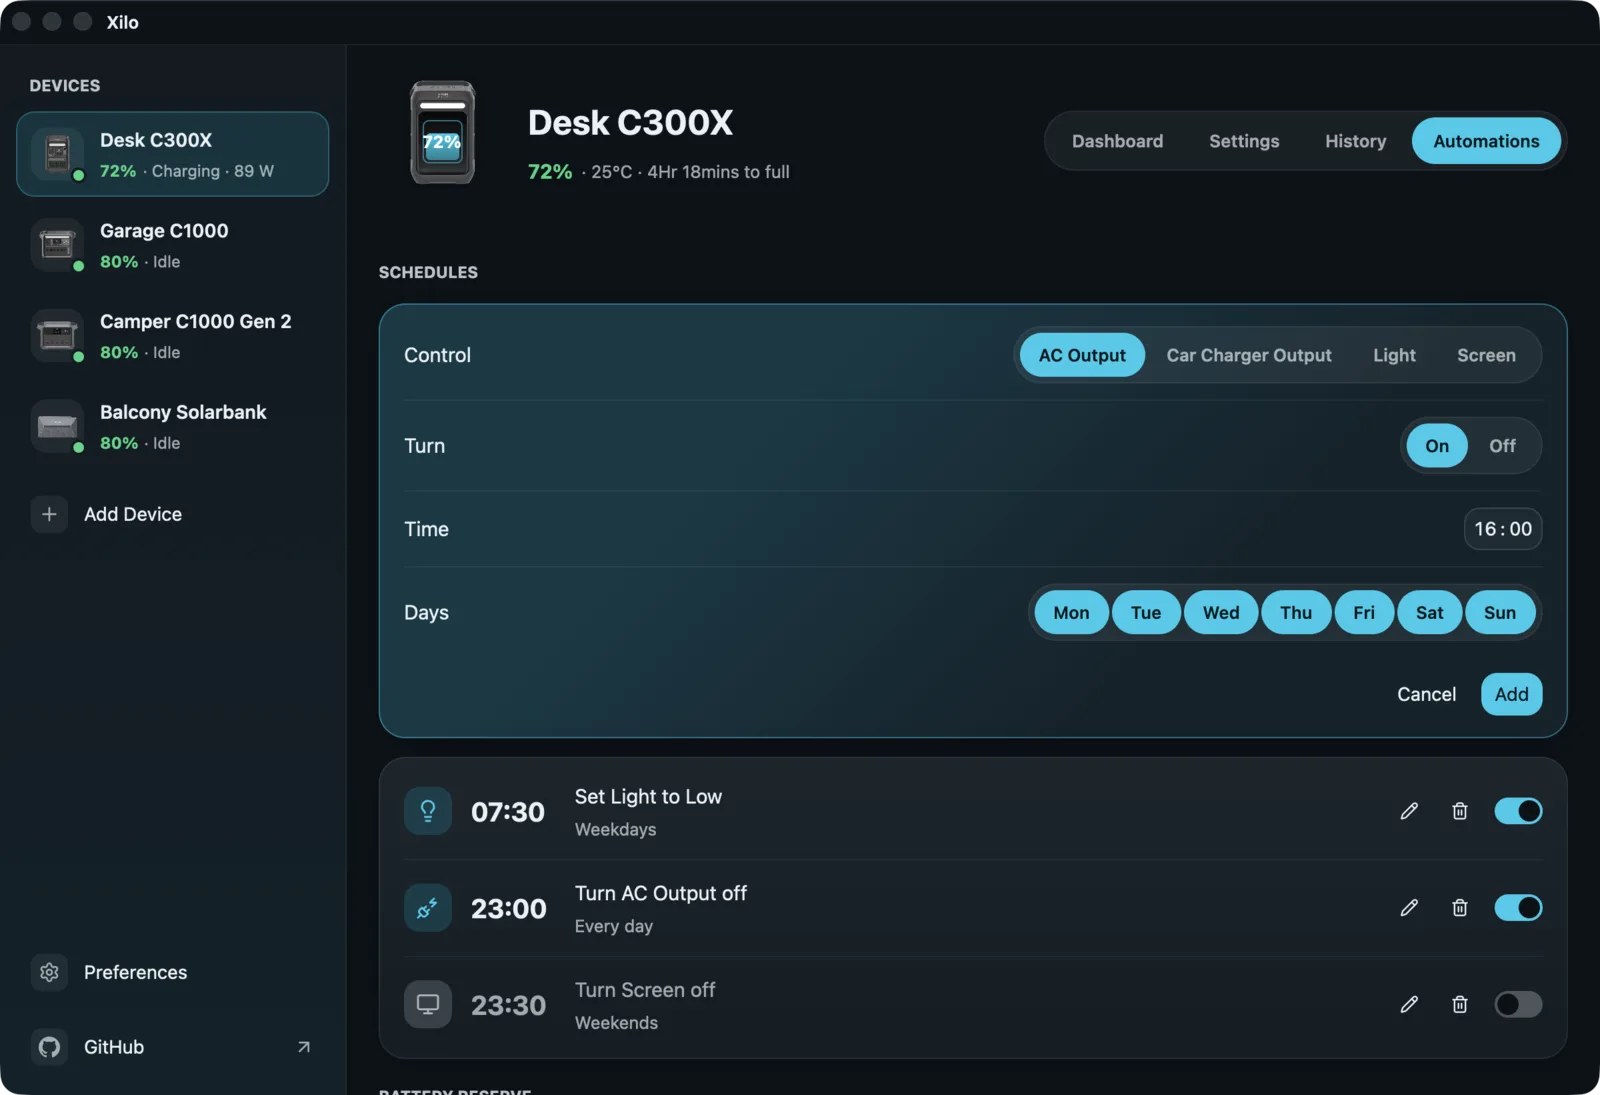 Xilo
DEVICES
Desk C300X
72% · Charging · 89 W
Garage C1000
80% · Idle
Camper C1000 Gen 2
80% · Idle
Balcony Solarbank
80% · Idle
Add Device
Preferences
GitHub
72%
Desk C300X
72% · 25°C · 4Hr 18mins to full
Dashboard Settings History Automations
SCHEDULES
Control AC Output Car Charger Output Light Screen
Turn On Off
Time 16:00
Days Mon Tue Wed Thu Fri Sat Sun
Cancel Add
07:30 Set Light to Low
Weekdays
23:00 Turn AC Output off
Every day
23:30 Turn Screen off
Weekends
BATTERY RESERVE